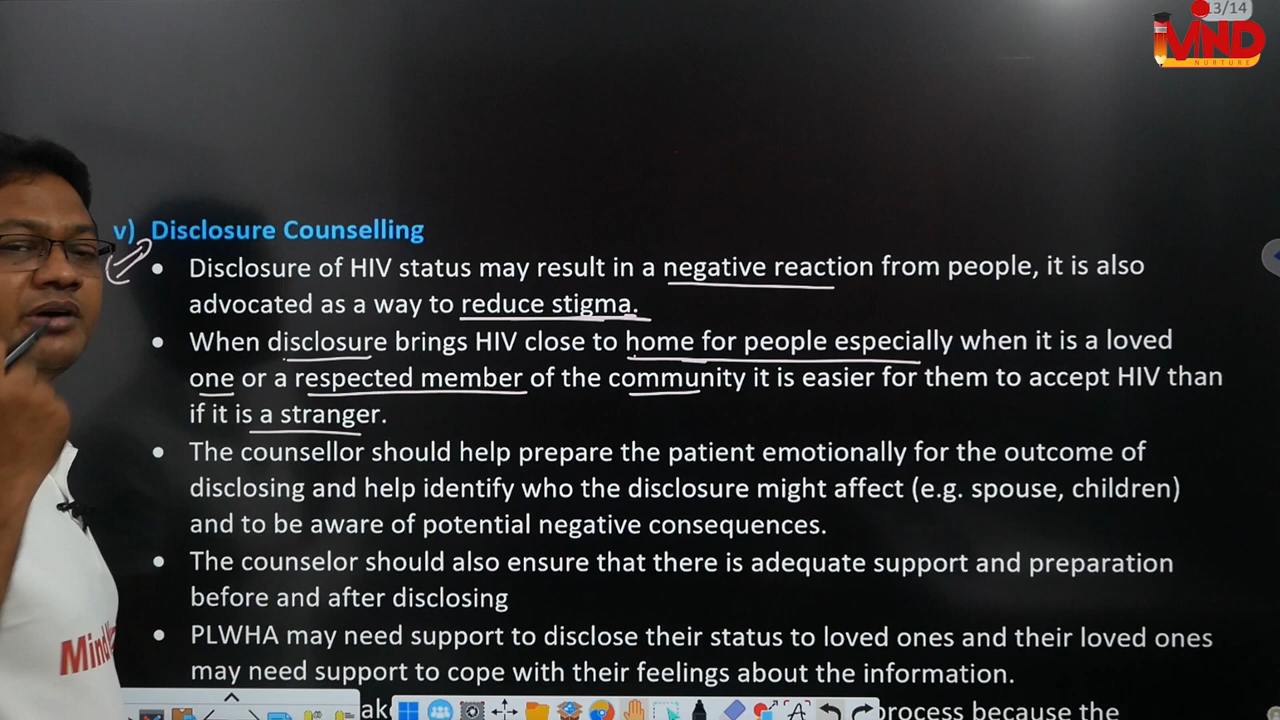 13/14
MIND
NURTURE
v) Disclosure Counselling
• Disclosure of HIV status may result in a negative reaction from people, it is also
advocated as a way to reduce stigma.
• When disclosure brings HIV close to home for people especially when it is a loved
one or a respected member of the community it is easier for them to accept HIV than
if it is a stranger.
• The counsellor should help prepare the patient emotionally for the outcome of
disclosing and help identify who the disclosure might affect (e.g. spouse, children)
and to be aware of potential negative consequences.
• The counselor should also ensure that there is adequate support and preparation
before and after disclosing
• PLWHA may need support to disclose their status to loved ones and their loved ones
may need support to cope with their feelings about the information.
process because the
Mind